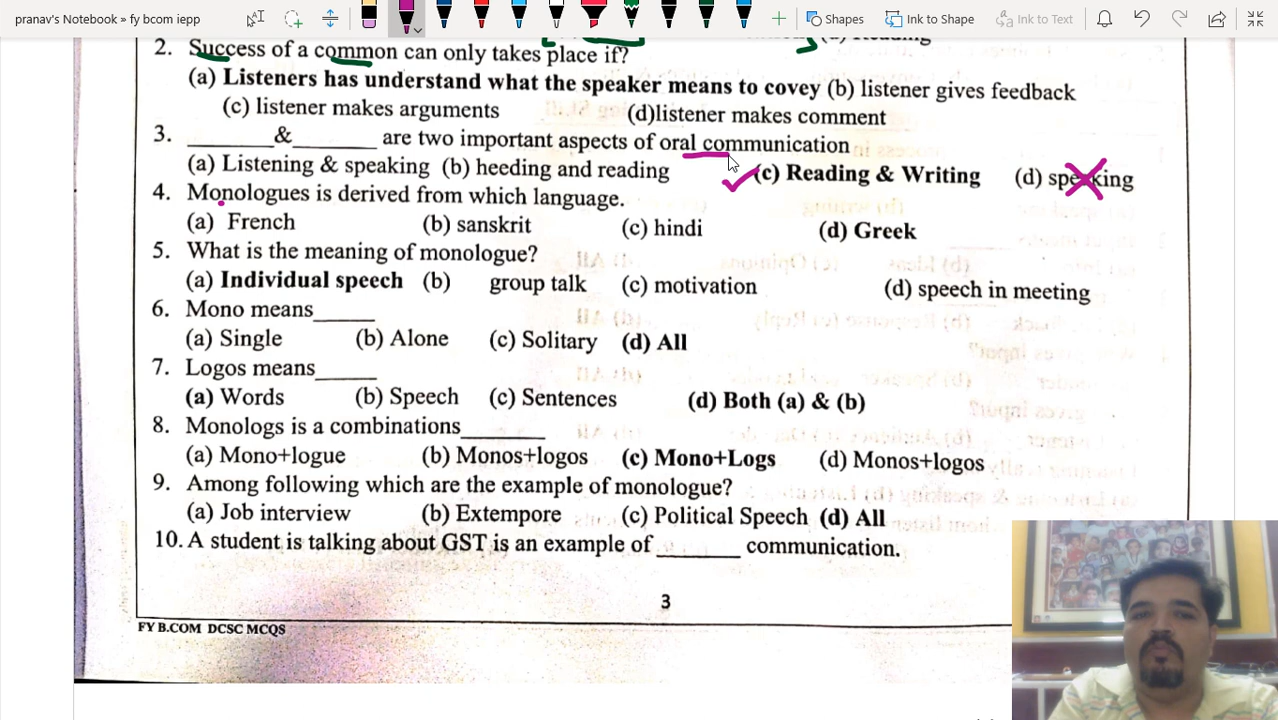 pranav's Notebook » fy bcom iepp
Shapes
Ink to Shape
Ink to Text
2. Success of a common can only takes place if?
(a) Listeners has understand what the speaker means to covey (b) listener gives feedback
(c) listener makes arguments (d)listener makes comment
3. ________&________ are two important aspects of oral communication
(a) Listening & speaking (b) heeding and reading (c) Reading & Writing (d) speaking
4. Monologues is derived from which language.
(a) French (b) sanskrit (c) hindi (d) Greek
5. What is the meaning of monologue?
(a) Individual speech (b) group talk (c) motivation (d) speech in meeting
6. Mono means______
(a) Single (b) Alone (c) Solitary (d) All
7. Logos means______
(a) Words (b) Speech (c) Sentences (d) Both (a) & (b)
8. Monologs is a combinations________
(a) Mono+logue (b) Monos+logos (c) Mono+Logs (d) Monos+logos
9. Among following which are the example of monologue?
(a) Job interview (b) Extempore (c) Political Speech (d) All
10. A student is talking about GST is an example of ________ communication.
3
FY B.COM DCSC MCQS